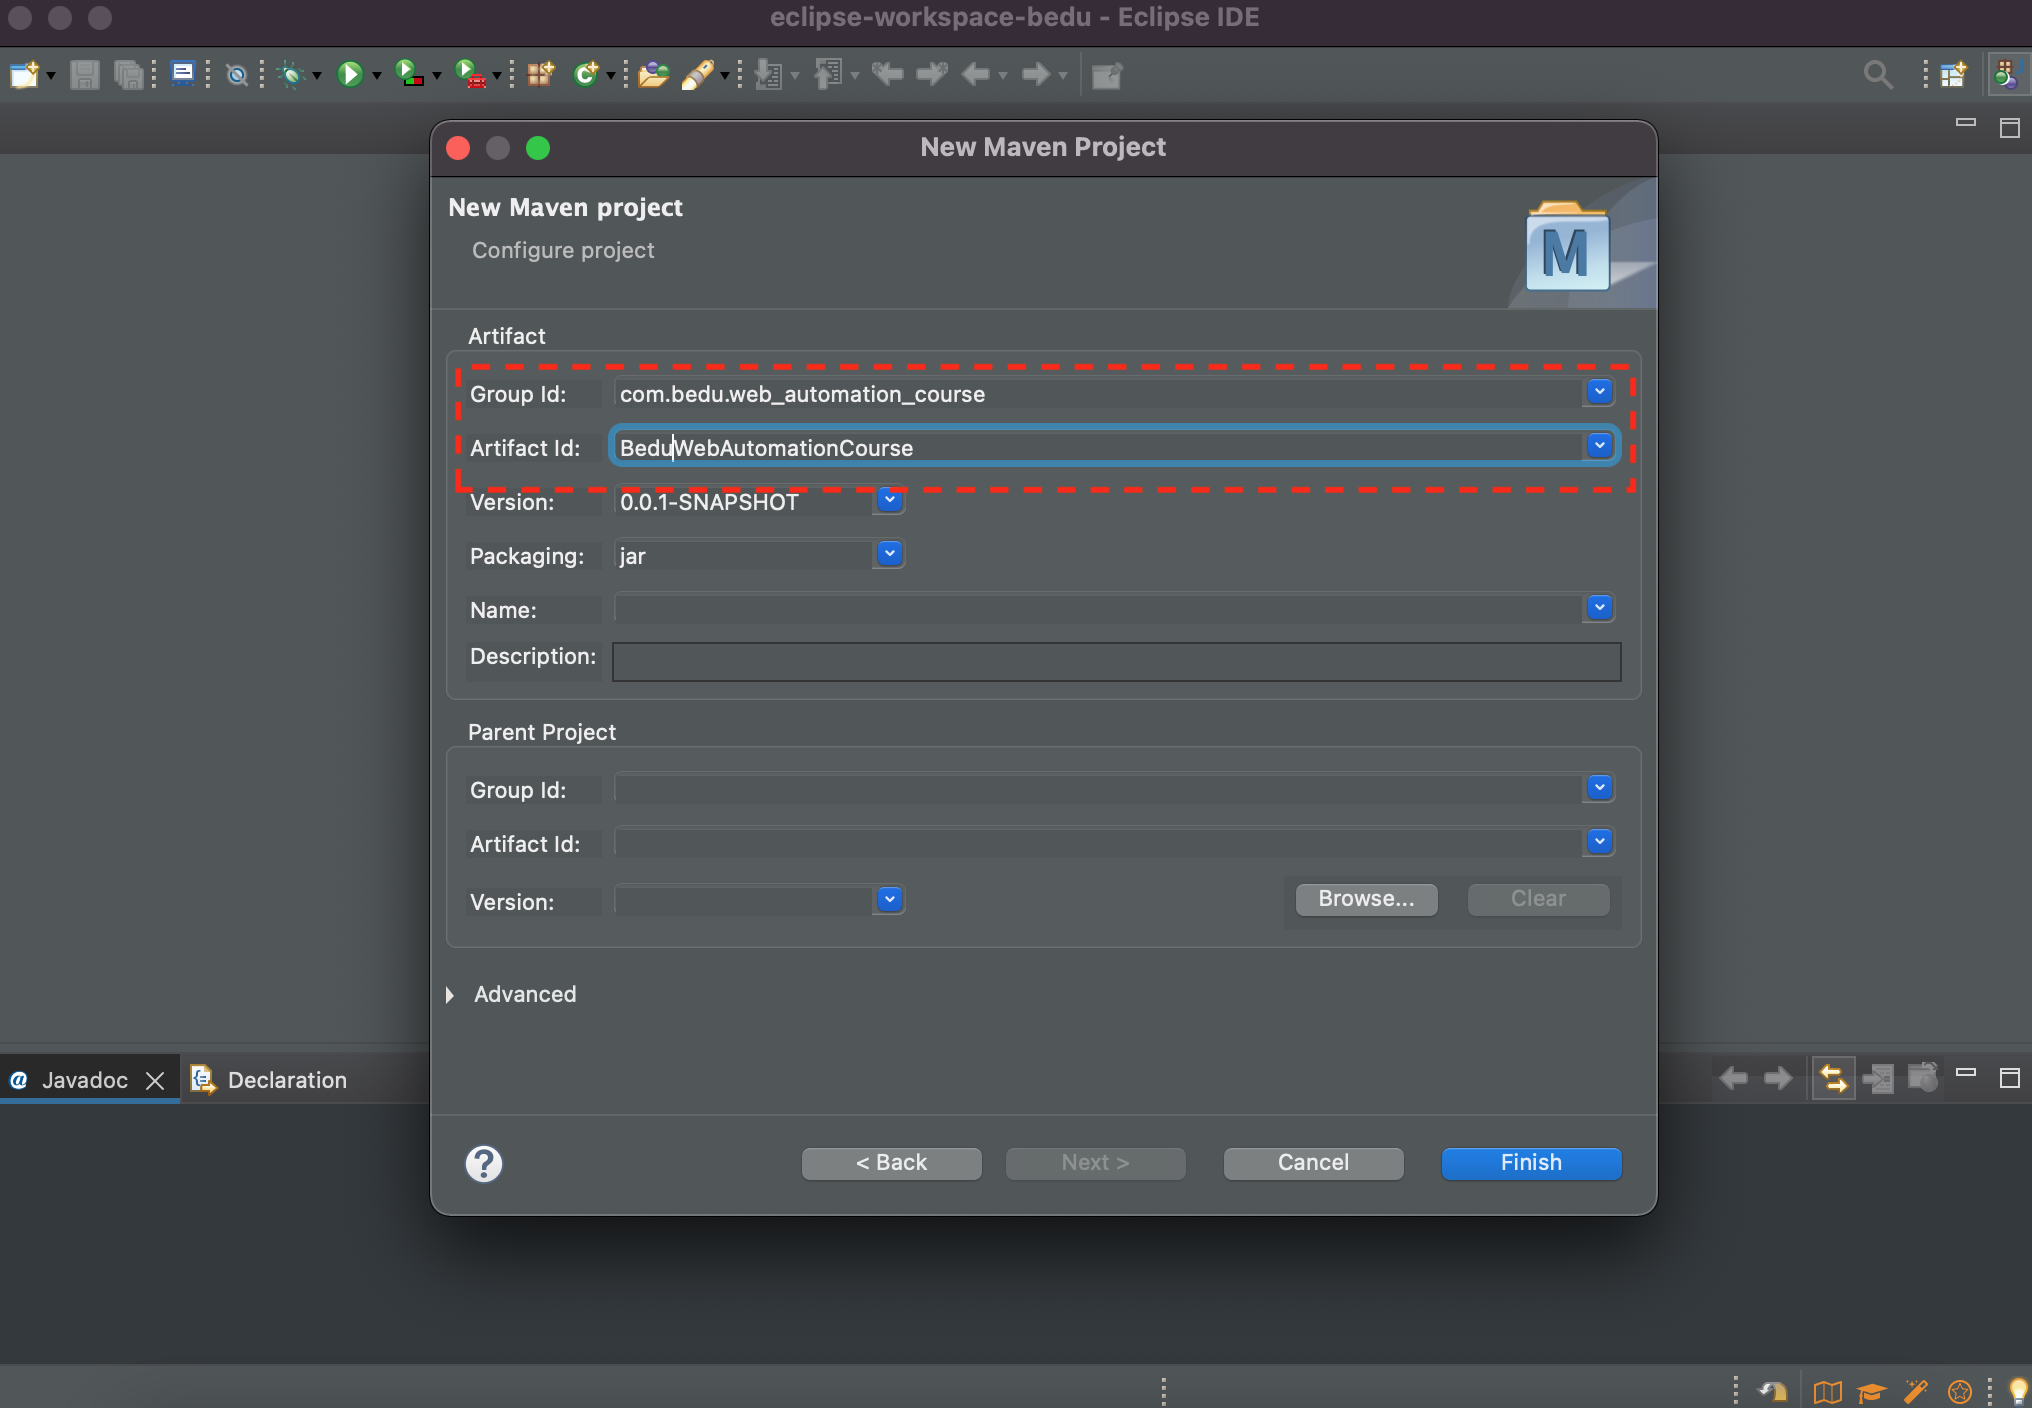 eclipse-workspace-bedu - Eclipse IDE
New Maven Project
New Maven project
Configure project
M
Artifact
Group Id: com.bedu.web_automation_course
Artifact Id: BeduWebAutomationCourse
Version: 0.0.1-SNAPSHOT
Packaging: jar
Name:
Description:
Parent Project
Group Id:
Artifact Id:
Version:
Browse... Clear
Advanced
@ Javadoc Declaration
? < Back Next > Cancel Finish